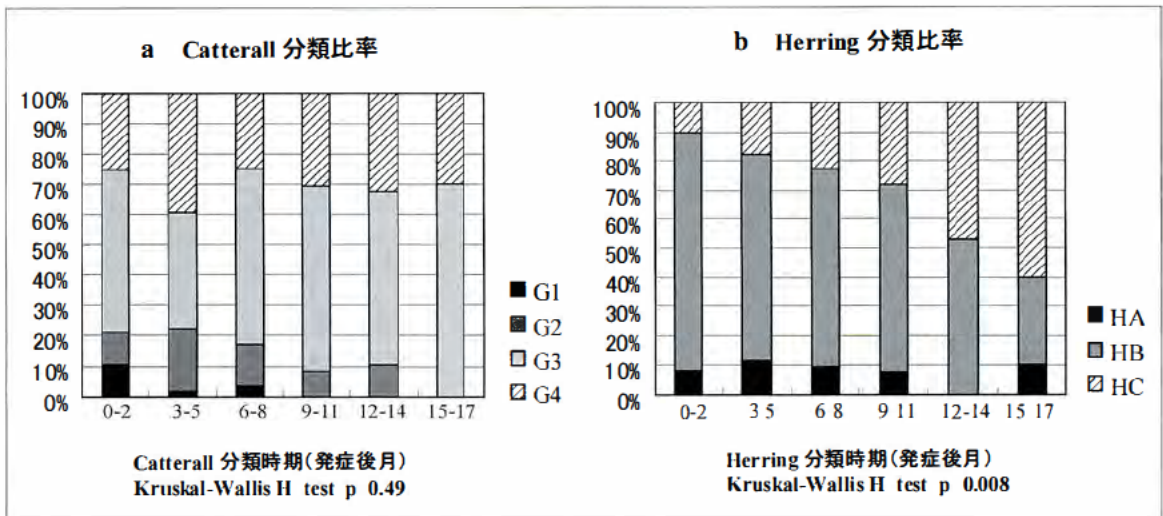 a Catterall 分類比率
100%
90%
80%
70%
60%
50%
40%
30%
20%
10%
0%
0-2 3-5 6-8 9-11 12-14 15-17
G1
G2
G3
G4
Catterall 分類時期(発症後月)
Kruskal-Wallis H test p 0.49
b Herring 分類比率
100%
90%
80%
70%
60%
50%
40%
30%
20%
10%
0%
0-2 3 5 6 8 9 11 12-14 15 17
HA
HB
HC
Herring 分類時期(発症後月)
Kruskal-Wallis H test p 0.008